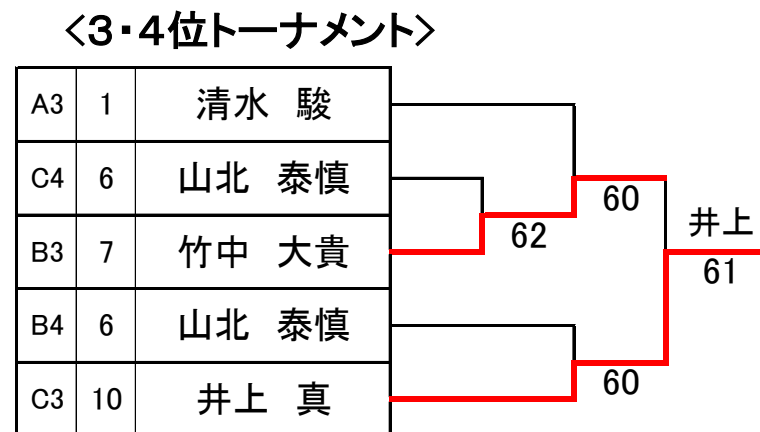 <3・4位トーナメント>
A3 1 清水 駿
C4 6 山北 泰慎
60
井上
B3 7 竹中 大貴
62
61
B4 6 山北 泰慎
60
C3 10 井上 真